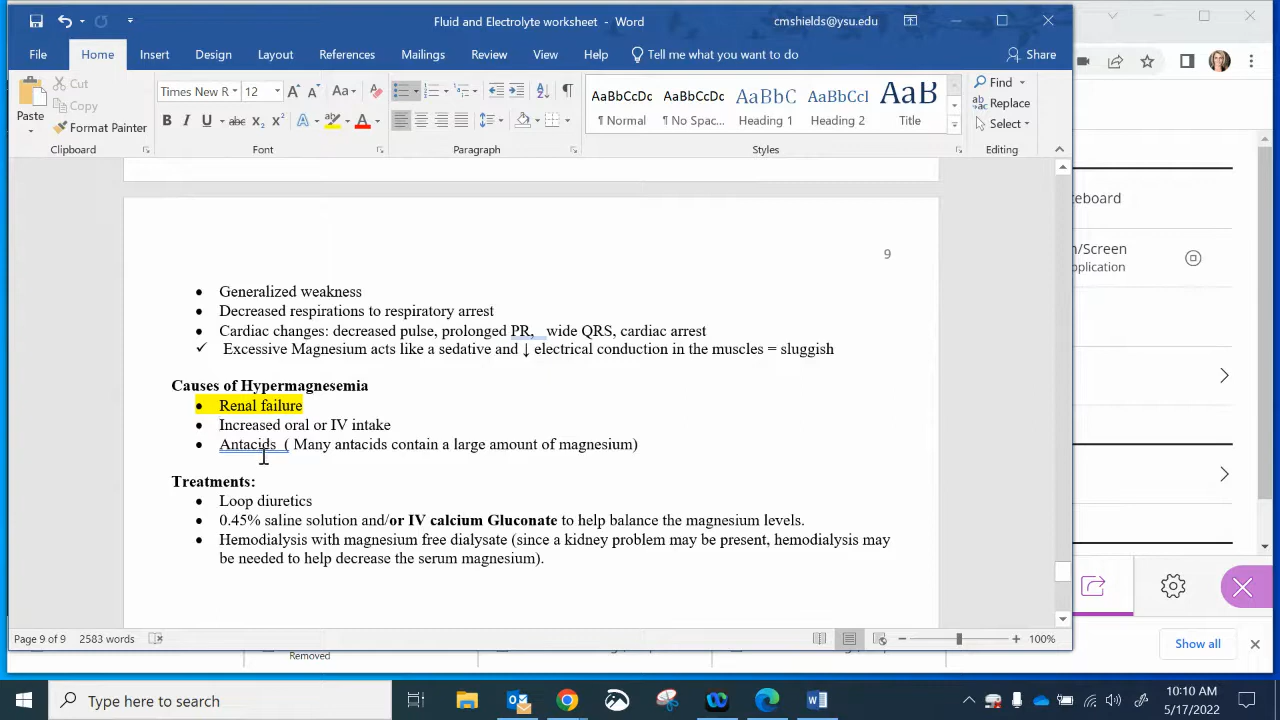 Fluid and Electrolyte worksheet - Word
cmshields@ysu.edu
File Home Insert Design Layout References Mailings Review View Help Tell me what you want to do Share
Paste
Cut
Copy
Format Painter
Clipboard
Times New R 12
Font
Paragraph
AaBbCcDc AaBbCcDc AaBbC AaBbCcI AaB
¶ Normal ¶ No Spac... Heading 1 Heading 2 Title
Styles
Find
Replace
Select
Editing
9
• Generalized weakness
• Decreased respirations to respiratory arrest
• Cardiac changes: decreased pulse, prolonged PR, wide QRS, cardiac arrest
✓ Excessive Magnesium acts like a sedative and ↓ electrical conduction in the muscles = sluggish
Causes of Hypermagnesemia
• Renal failure
• Increased oral or IV intake
• Antacids ( Many antacids contain a large amount of magnesium)
Treatments:
• Loop diuretics
• 0.45% saline solution and/or IV calcium Gluconate to help balance the magnesium levels.
• Hemodialysis with magnesium free dialysate (since a kidney problem may be present, hemodialysis may
be needed to help decrease the serum magnesium).
Page 9 of 9 2583 words
100%
eboard
n/Screen
pplication
Removed
Show all
Type here to search
10:10 AM
5/17/2022